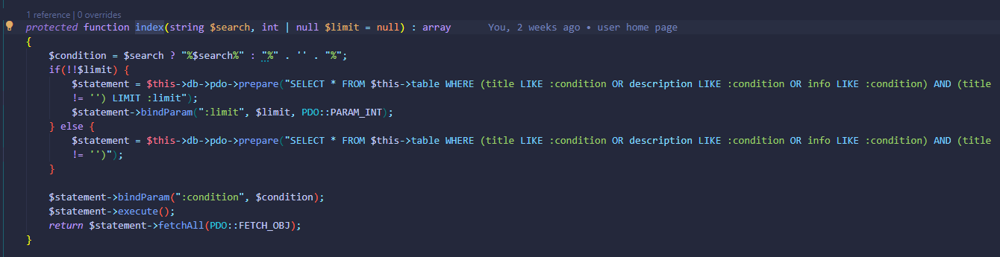 1 reference | 0 overrides
protected function index(string $search, int | null $limit = null) : array You, 2 weeks ago • user home page
{
$condition = $search ? "%$search%" : "%" . '' . "%";
if(!!$limit) {
$statement = $this->db->pdo->prepare("SELECT * FROM $this->table WHERE (title LIKE :condition OR description LIKE :condition OR info LIKE :condition) AND (title
!= '') LIMIT :limit");
$statement->bindParam(":limit", $limit, PDO::PARAM_INT);
} else {
$statement = $this->db->pdo->prepare("SELECT * FROM $this->table WHERE (title LIKE :condition OR description LIKE :condition OR info LIKE :condition) AND (title
!= '')");
}
$statement->bindParam(":condition", $condition);
$statement->execute();
return $statement->fetchAll(PDO::FETCH_OBJ);
}